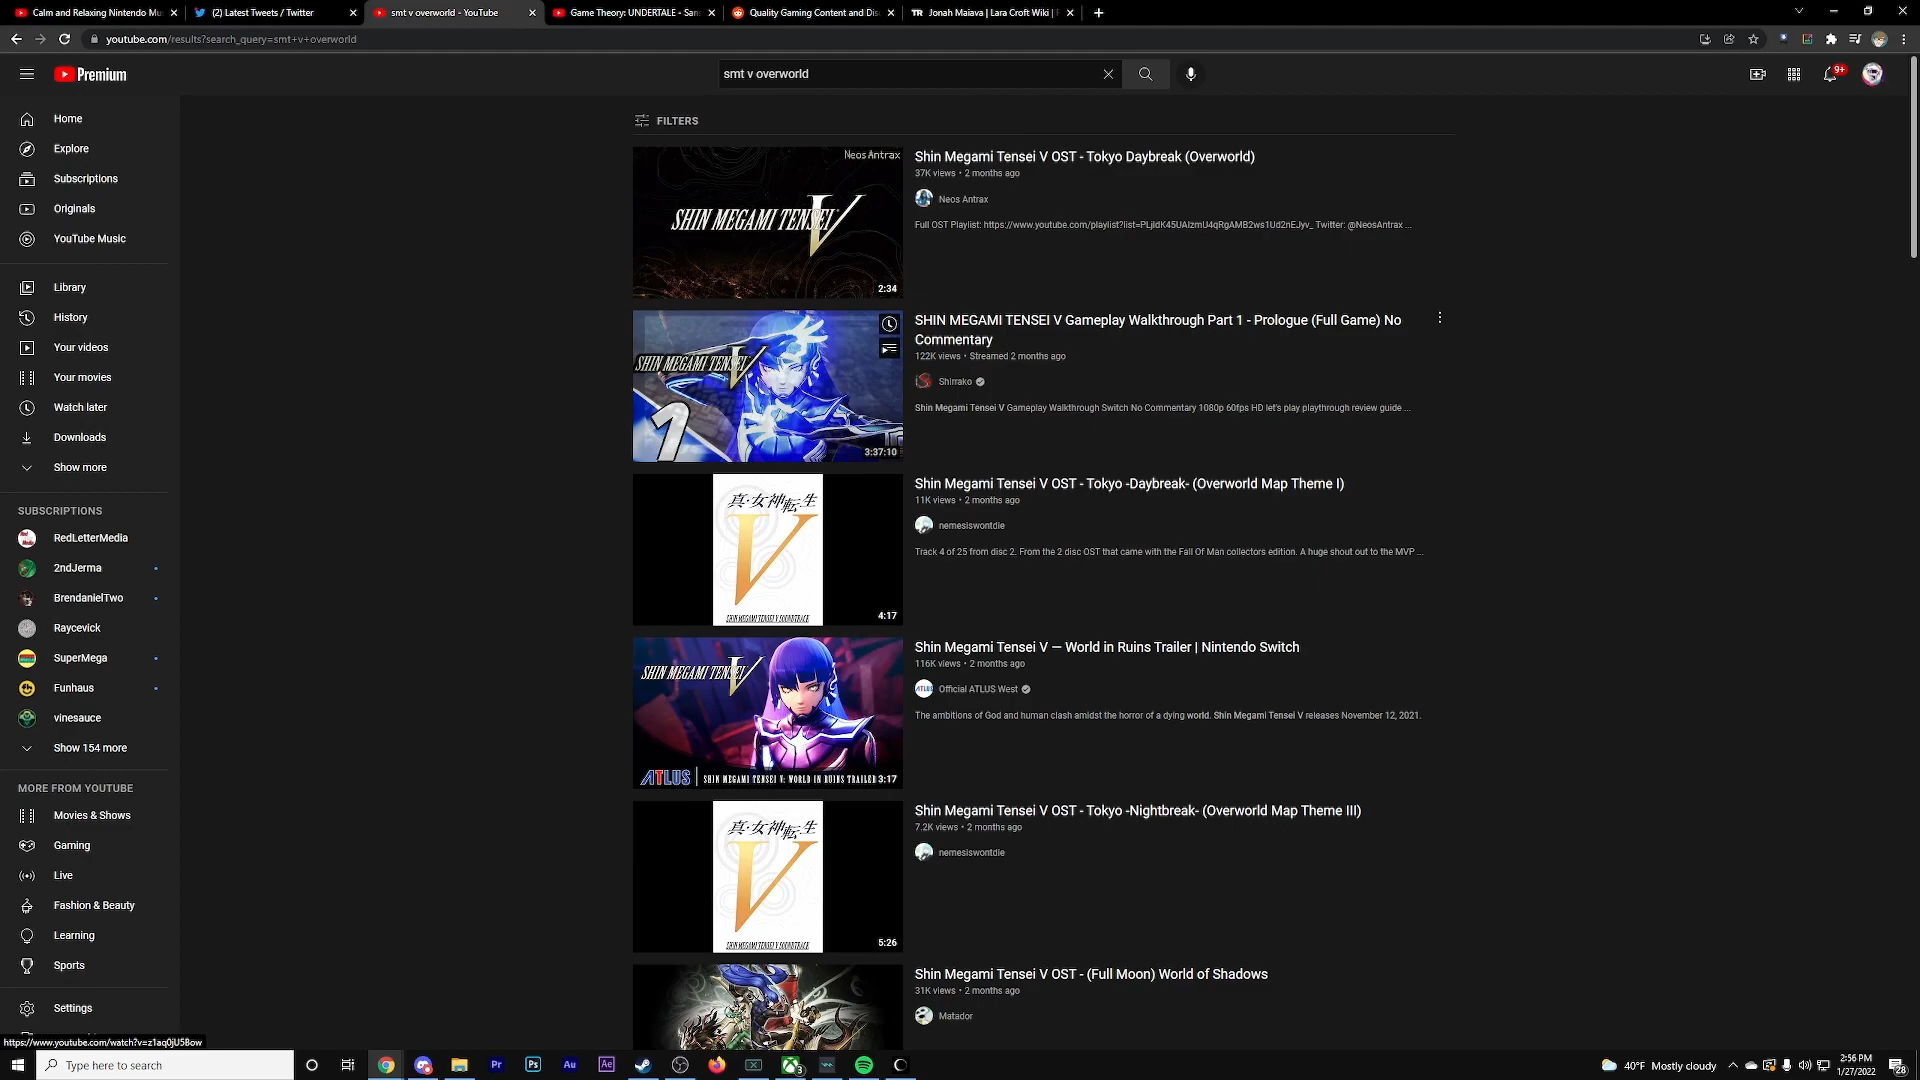 Calm and Relaxing Nintendo Mu
(2) Latest Tweets / Twitter
smt v overworld - YouTube
Game Theory: UNDERTALE - San
Quality Gaming Content and Dis
Jonah Maiava | Lara Croft Wiki | F
youtube.com/results?search_query=smt+v+overworld
Premium
smt v overworld
9+
Home
Explore
Subscriptions
Originals
YouTube Music
Library
History
Your videos
Your movies
Watch later
Downloads
Show more
SUBSCRIPTIONS
RedLetterMedia
2ndJerma
BrendanielTwo
Raycevick
SuperMega
Funhaus
vinesauce
Show 154 more
MORE FROM YOUTUBE
Movies & Shows
Gaming
Live
Fashion & Beauty
Learning
Sports
Settings
FILTERS
Neos Antrax
SHIN MEGAMI TENSEI V
2:34
Shin Megami Tensei V OST - Tokyo Daybreak (Overworld)
37K views • 2 months ago
Neos Antrax
Full OST Playlist: https://www.youtube.com/playlist?list=PLjldK45UAIzmU4qRgAMB2ws1Ud2nEJyv_ Twitter: @NeosAntrax ...
SHIN MEGAMI TENSEI V
1
3:37:10
SHIN MEGAMI TENSEI V Gameplay Walkthrough Part 1 - Prologue (Full Game) No
Commentary
122K views • Streamed 2 months ago
Shirrako
Shin Megami Tensei V Gameplay Walkthrough Switch No Commentary 1080p 60fps HD let's play playthrough review guide ...
真・女神転生
V
SHIN MEGAMI TENSEI V SOUNDTRACK
4:17
Shin Megami Tensei V OST - Tokyo -Daybreak- (Overworld Map Theme I)
11K views • 2 months ago
nemesiswontdie
Track 4 of 25 from disc 2. From the 2 disc OST that came with the Fall Of Man collectors edition. A huge shout out to the MVP ...
SHIN MEGAMI TENSEI V
ATLUS | SHIN MEGAMI TENSEI V: WORLD IN RUINS TRAILER 3:17
Shin Megami Tensei V — World in Ruins Trailer | Nintendo Switch
116K views • 2 months ago
Official ATLUS West
The ambitions of God and human clash amidst the horror of a dying world. Shin Megami Tensei V releases November 12, 2021.
真・女神転生
V
SHIN MEGAMI TENSEI V SOUNDTRACK
5:26
Shin Megami Tensei V OST - Tokyo -Nightbreak- (Overworld Map Theme III)
7.2K views • 2 months ago
nemesiswontdie
Shin Megami Tensei V OST - (Full Moon) World of Shadows
31K views • 2 months ago
Matador
https://www.youtube.com/watch?v=z1aq0jU5Bow
Type here to search
Pr
Ps
Au
Ae
3
40°F Mostly cloudy
2:56 PM
1/27/2022
28